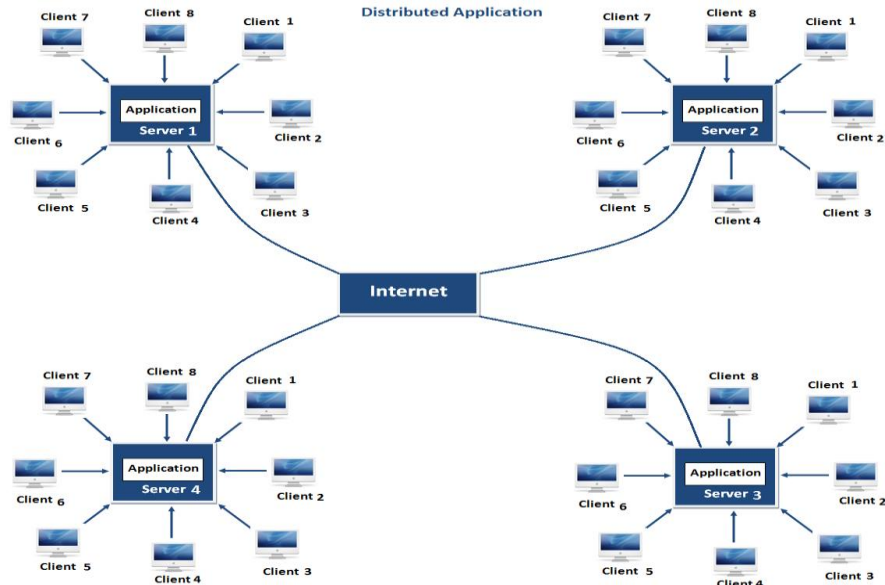 Distributed Application
Client 7
Client 8
Client 1
Application
Server 1
Client 6
Client 2
Client 5
Client 4
Client 3
Client 7
Client 8
Client 1
Application
Server 2
Client 6
Client 2
Client 5
Client 4
Client 3
Internet
Client 7
Client 8
Client 1
Application
Server 4
Client 6
Client 2
Client 5
Client 4
Client 3
Client 7
Client 8
Client 1
Application
Server 3
Client 6
Client 2
Client 5
Client 4
Client 3